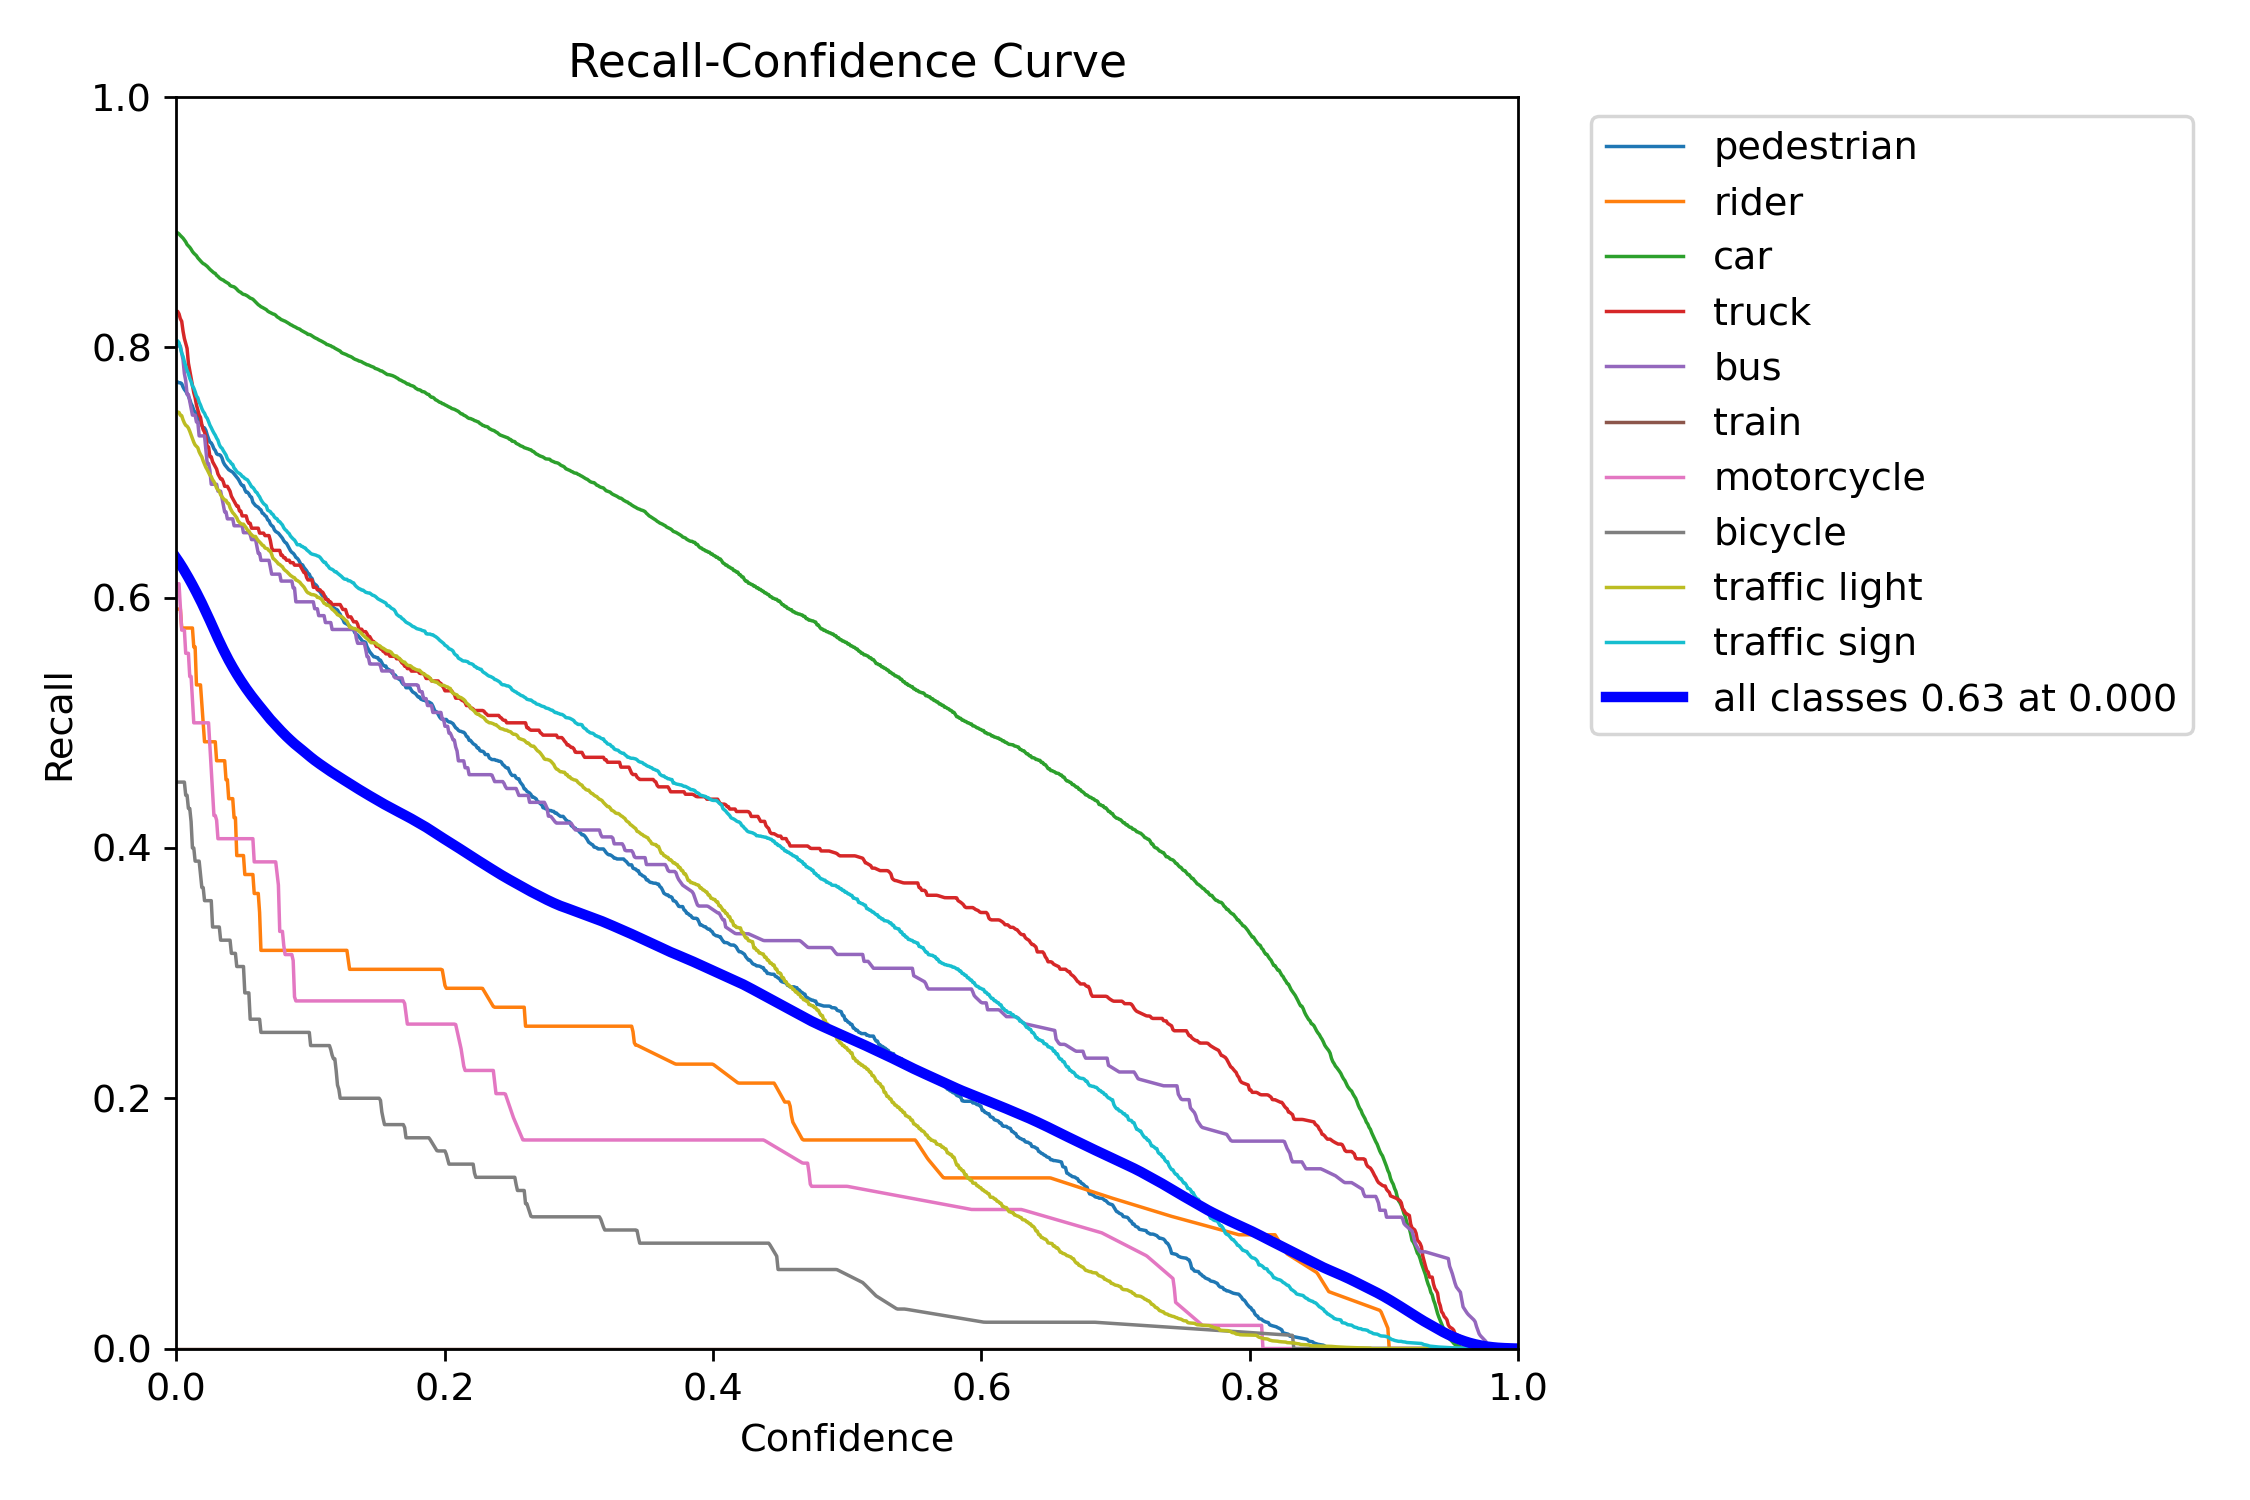 Recall-Confidence Curve
1.0
0.8
0.6
0.4
0.2
0.0
Recall
0.0 0.2 0.4 0.6 0.8 1.0
Confidence
pedestrian
rider
car
truck
bus
train
motorcycle
bicycle
traffic light
traffic sign
all classes 0.63 at 0.000